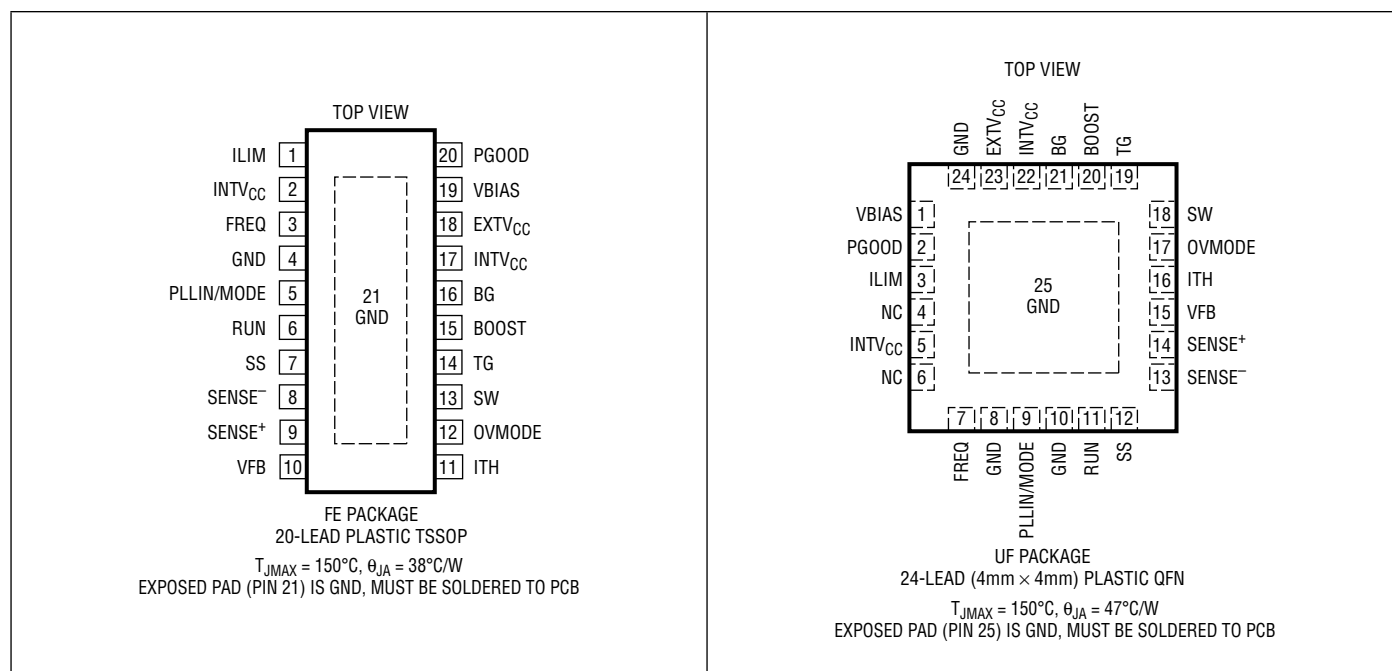 TOP VIEW
ILIM 1
INTVCC 2
FREQ 3
GND 4
PLLIN/MODE 5
RUN 6
SS 7
SENSE– 8
SENSE+ 9
VFB 10
21
GND
20 PGOOD
19 VBIAS
18 EXTVCC
17 INTVCC
16 BG
15 BOOST
14 TG
13 SW
12 OVMODE
11 ITH
FE PACKAGE
20-LEAD PLASTIC TSSOP
TJMAX = 150°C, θJA = 38°C/W
EXPOSED PAD (PIN 21) IS GND, MUST BE SOLDERED TO PCB
TOP VIEW
GND
EXTVCC
INTVCC
BG
BOOST
TG
24 23 22 21 20 19
VBIAS 1
PGOOD 2
ILIM 3
NC 4
INTVCC 5
NC 6
25
GND
18 SW
17 OVMODE
16 ITH
15 VFB
14 SENSE+
13 SENSE–
7 8 9 10 11 12
FREQ
GND
PLLIN/MODE
GND
RUN
SS
UF PACKAGE
24-LEAD (4mm × 4mm) PLASTIC QFN
TJMAX = 150°C, θJA = 47°C/W
EXPOSED PAD (PIN 25) IS GND, MUST BE SOLDERED TO PCB